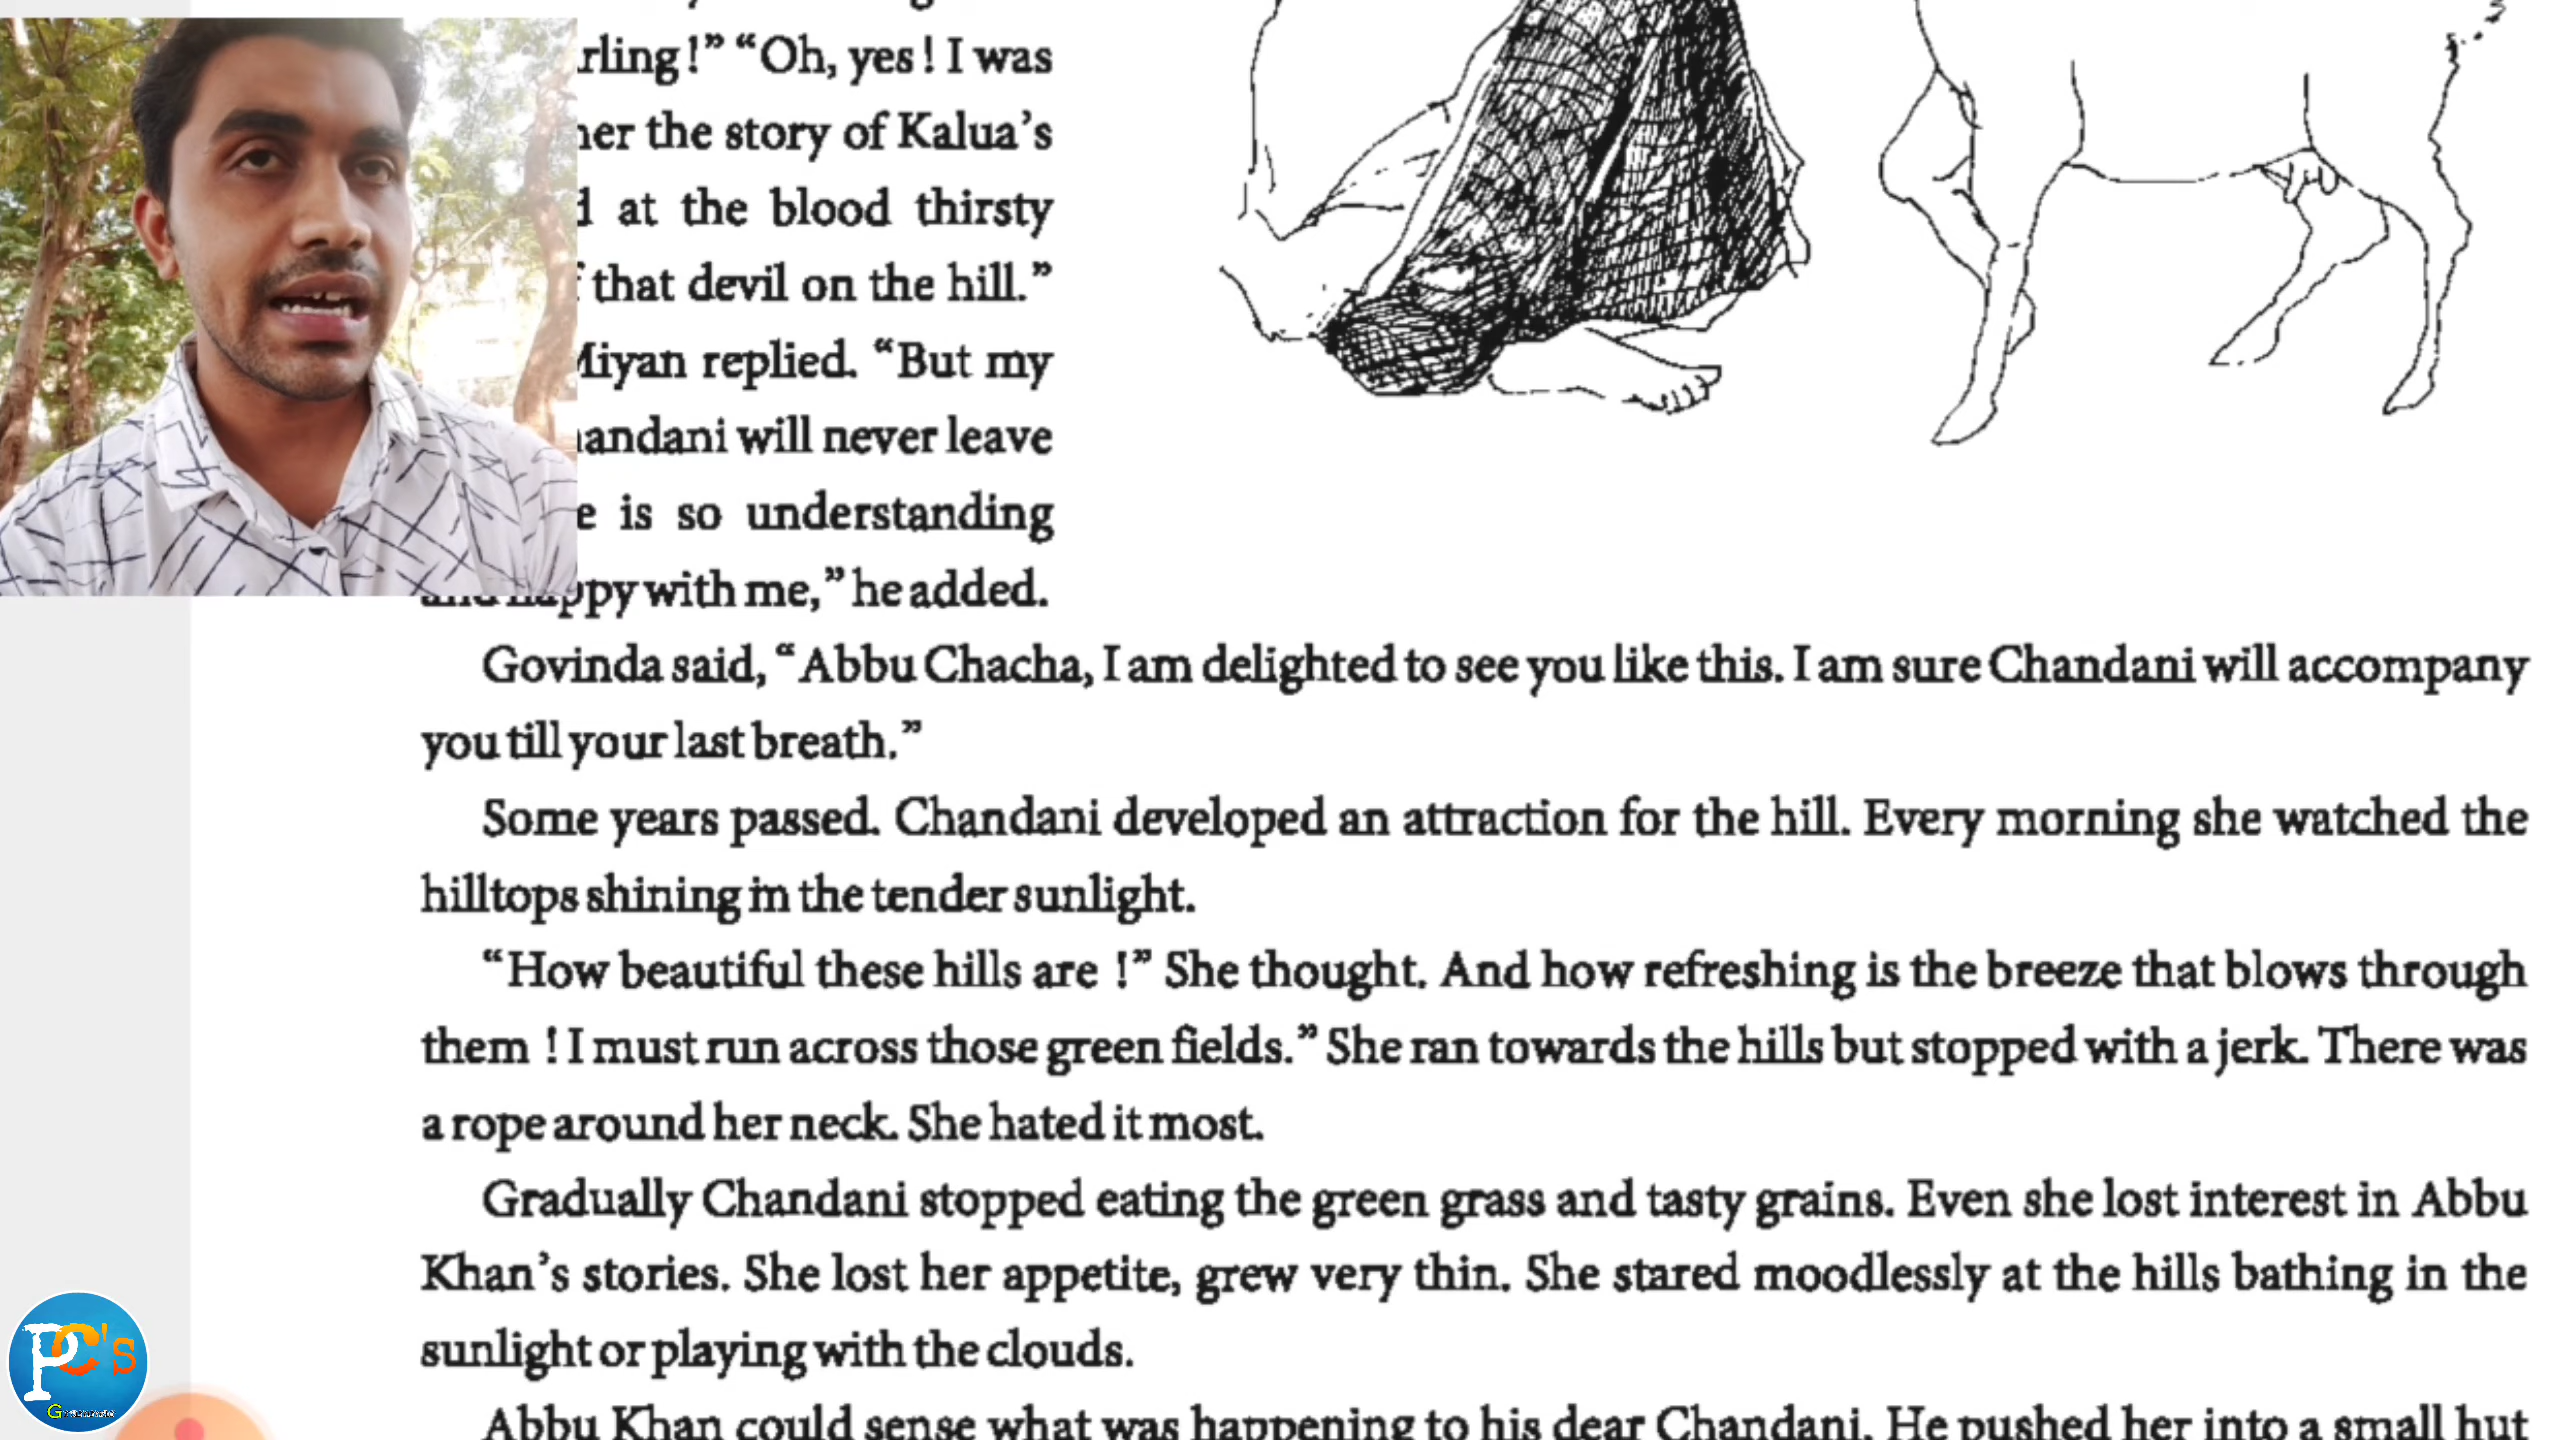 rling !” “Oh, yes ! I was
her the story of Kalua’s
at the blood thirsty
that devil on the hill.”
Miyan replied. “But my
handani will never leave
e is so understanding
and happy with me,” he added.
Govinda said, “Abbu Chacha, I am delighted to see you like this. I am sure Chandani will accompany
you till your last breath.”
Some years passed. Chandani developed an attraction for the hill. Every morning she watched the
hilltops shining in the tender sunlight.
“How beautiful these hills are !” She thought. And how refreshing is the breeze that blows through
them ! I must run across those green fields.” She ran towards the hills but stopped with a jerk. There was
a rope around her neck. She hated it most.
Gradually Chandani stopped eating the green grass and tasty grains. Even she lost interest in Abbu
Khan’s stories. She lost her appetite, grew very thin. She stared moodlessly at the hills bathing in the
sunlight or playing with the clouds.
Abbu Khan could sense what was happening to his dear Chandani. He pushed her into a small hut
PC's